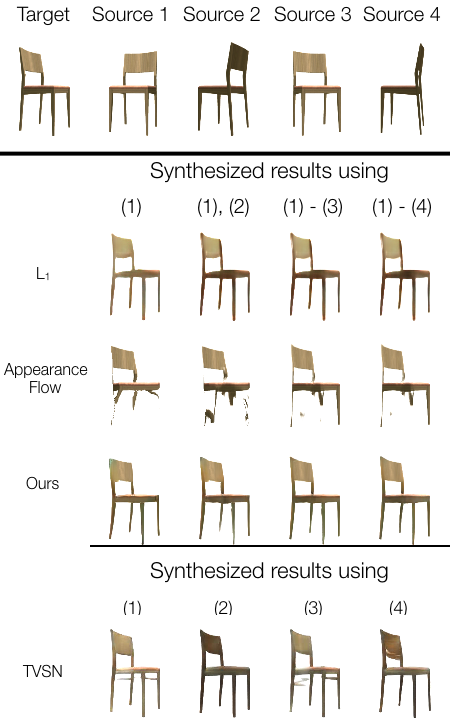 Target Source 1 Source 2 Source 3 Source 4
Synthesized results using
(1) (1), (2) (1) - (3) (1) - (4)
L₁
Appearance
Flow
Ours
Synthesized results using
(1) (2) (3) (4)
TVSN